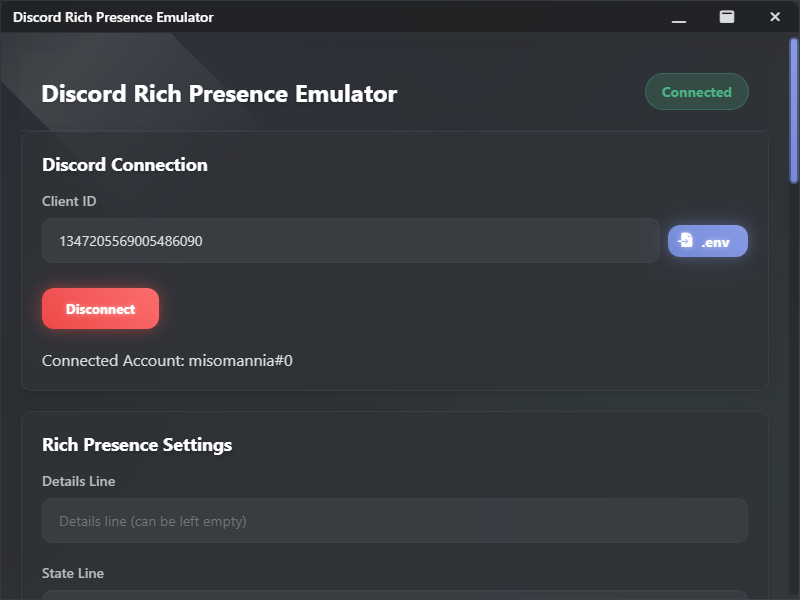 Discord Rich Presence Emulator
Discord Rich Presence Emulator
Connected
Discord Connection
Client ID
1347205569005486090
.env
Disconnect
Connected Account: misomannia#0
Rich Presence Settings
Details Line
Details line (can be left empty)
State Line